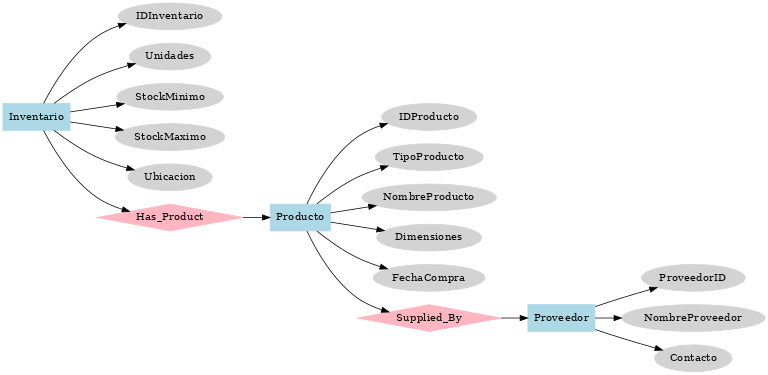 IDInventario
Unidades
StockMinimo
Inventario
StockMaximo
Ubicacion
Has_Product
IDProducto
TipoProducto
NombreProducto
Producto
Dimensiones
FechaCompra
Supplied_By
Proveedor
ProveedorID
NombreProveedor
Contacto